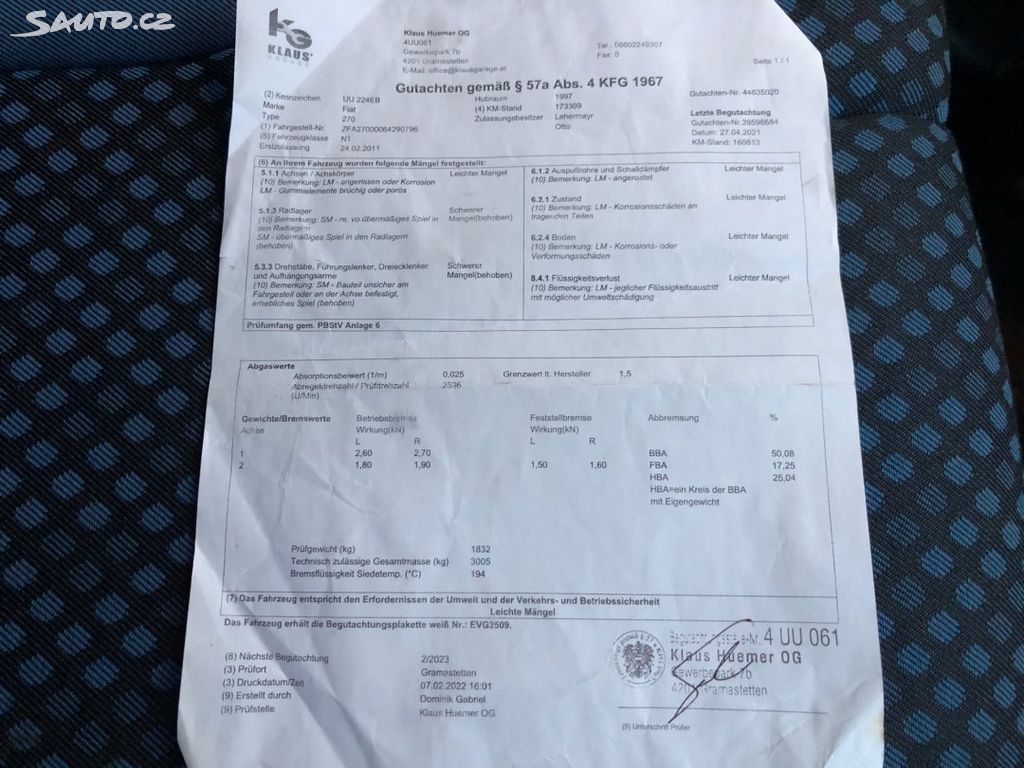 SAUTO.CZ
KG
KLAUS'
Klaus Huemer OG
4UU061
Gewerbepark 7b
4201 Gramastetten
E-Mail: office@klausgarage.at
Tel.: 06602249307
Fax: 0
Seite 1 / 1
Gutachten gemäß § 57a Abs. 4 KFG 1967
Gutachten-Nr. 44635020
(2) Kennzeichen UU 224EB
Marke Fiat
Type 270
(1) Fahrgestell-Nr. ZFA27000064290796
(5) Fahrzeugklasse N1
Erstzulassung 24.02.2011
Hubraum 1997
(4) KM-Stand 173309
Zulassungsbesitzer Lehermayr
Otto
Letzte Begutachtung
Gutachten-Nr 39596684
Datum: 27.04.2021
KM-Stand: 160813
(6) An Ihrem Fahrzeug wurden folgende Mängel festgestellt:
5.1.1 Achsen / Achskörper Leichter Mangel
(10) Bemerkung: LM - angerissen oder Korrosion
LM - Gummielemente brüchig oder porös
5.1.3 Radlager Schwerer
Mangel(behoben)
(10) Bemerkung: SM - re. vo.übermäßiges Spiel in
den Radlagern
SM - übermäßiges Spiel in den Radlagern
(behoben)
5.3.3 Drehstäbe, Führungslenker, Dreiecklenker Schwerer
und Aufhängungsarme Mangel(behoben)
(10) Bemerkung: SM - Bauteil unsicher am
Fahrgestell oder an der Achse befestigt,
erhebliches Spiel (behoben)
6.1.2 Auspuffrohre und Schalldämpfer Leichter Mangel
(10) Bemerkung: LM - angerostet
6.2.1 Zustand Leichter Mangel
(10) Bemerkung: LM - Korrosionsschäden an
tragenden Teilen
6.2.4 Boden Leichter Mangel
(10) Bemerkung: LM - Korrosions- oder
Verformungsschäden
8.4.1 Flüssigkeitsverlust Leichter Mangel
(10) Bemerkung: LM - jeglicher Flüssigkeitsaustritt
mit möglicher Umweltschädigung
Prüfumfang gem. PBStV Anlage 6
Abgaswerte
Absorptionsbeiwert (1/m) 0,025 Grenzwert lt. Hersteller 1,5
Abregeldrehzahl / Prüfdrehzahl 2536
(U/Min)
Gewichte/Bremswerte Betriebsbremse Feststellbremse Abbremsung %
Achse Wirkung(kN) Wirkung(kN)
L R L R
1 2,60 2,70 BBA 50,08
2 1,80 1,90 1,50 1,60 FBA 17,25
HBA 25,04
HBA=ein Kreis der BBA
mit Eigengewicht
Prüfgewicht (kg) 1832
Technisch zulässige Gesamtmasse (kg) 3005
Bremsflüssigkeit Siedetemp. (°C) 194
(7) Das Fahrzeug entspricht den Erfordernissen der Umwelt und der Verkehrs- und Betriebssicherheit
Leichte Mängel
Das Fahrzeug erhält die Begutachtungsplakette weiß Nr.: EVG2509.
(8) Nächste Begutachtung 2/2023
(3) Prüfort Gramastetten
(3) Druckdatum/Zeit 07.02.2022 16:01
(9) Erstellt durch Dominik Gabriel
(9) Prüfstelle Klaus Huemer OG
4 UU 061
Klaus Huemer OG
Gewerbepark 7b
4201 Gramastetten
(9) Unterschrift Prüfer